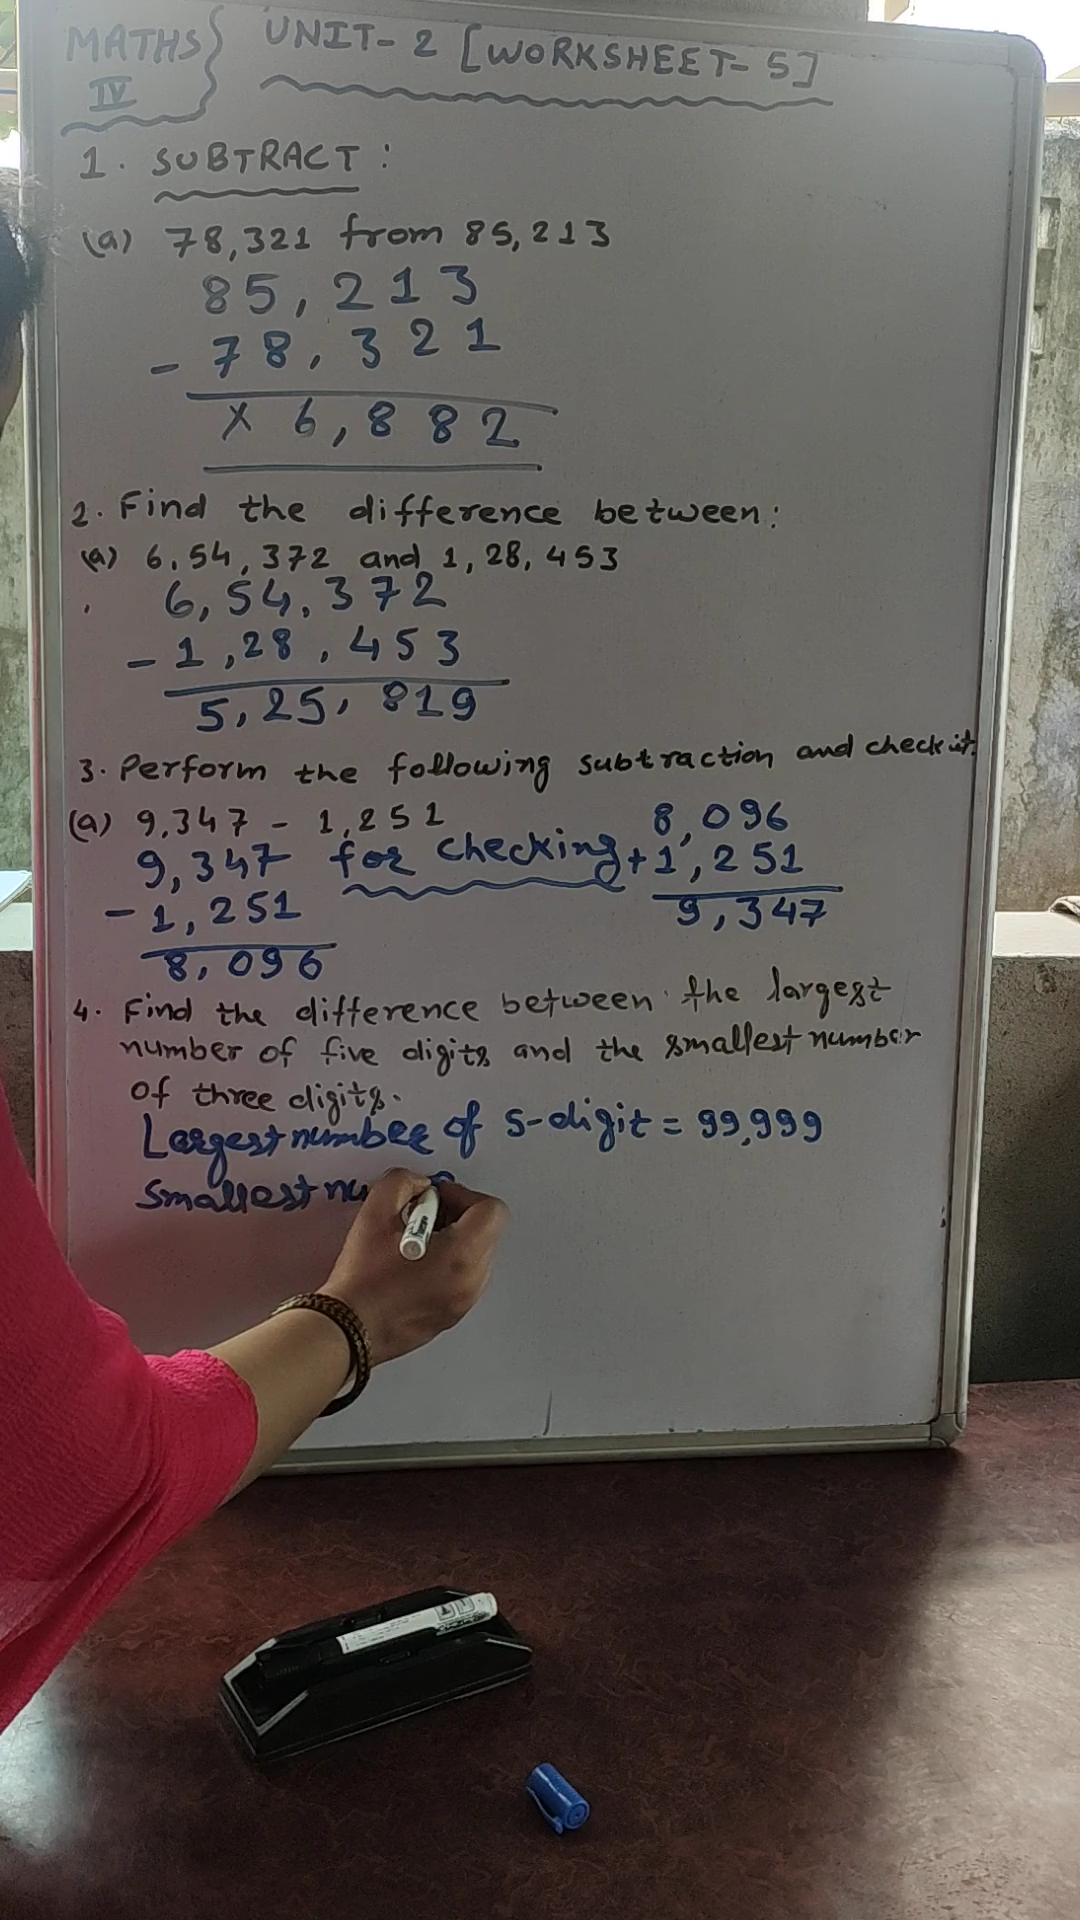 MATHS UNIT-2 [WORKSHEET-5]
IV
1. SUBTRACT:
(a) 78,321 from 85,213
85,213
- 78,321
x 6,882
2. Find the difference between:
(a) 6,54,372 and 1,28,453
6,54,372
- 1,28,453
5,25,819
3. Perform the following subtraction and check it.
(a) 9,347 - 1,251
9,347 for checking 8,096
- 1,251 + 1,251
8,096 9,347
4. Find the difference between the largest
number of five digits and the smallest number
of three digits.
Largest number of 5-digit = 99,999
Smallest nu